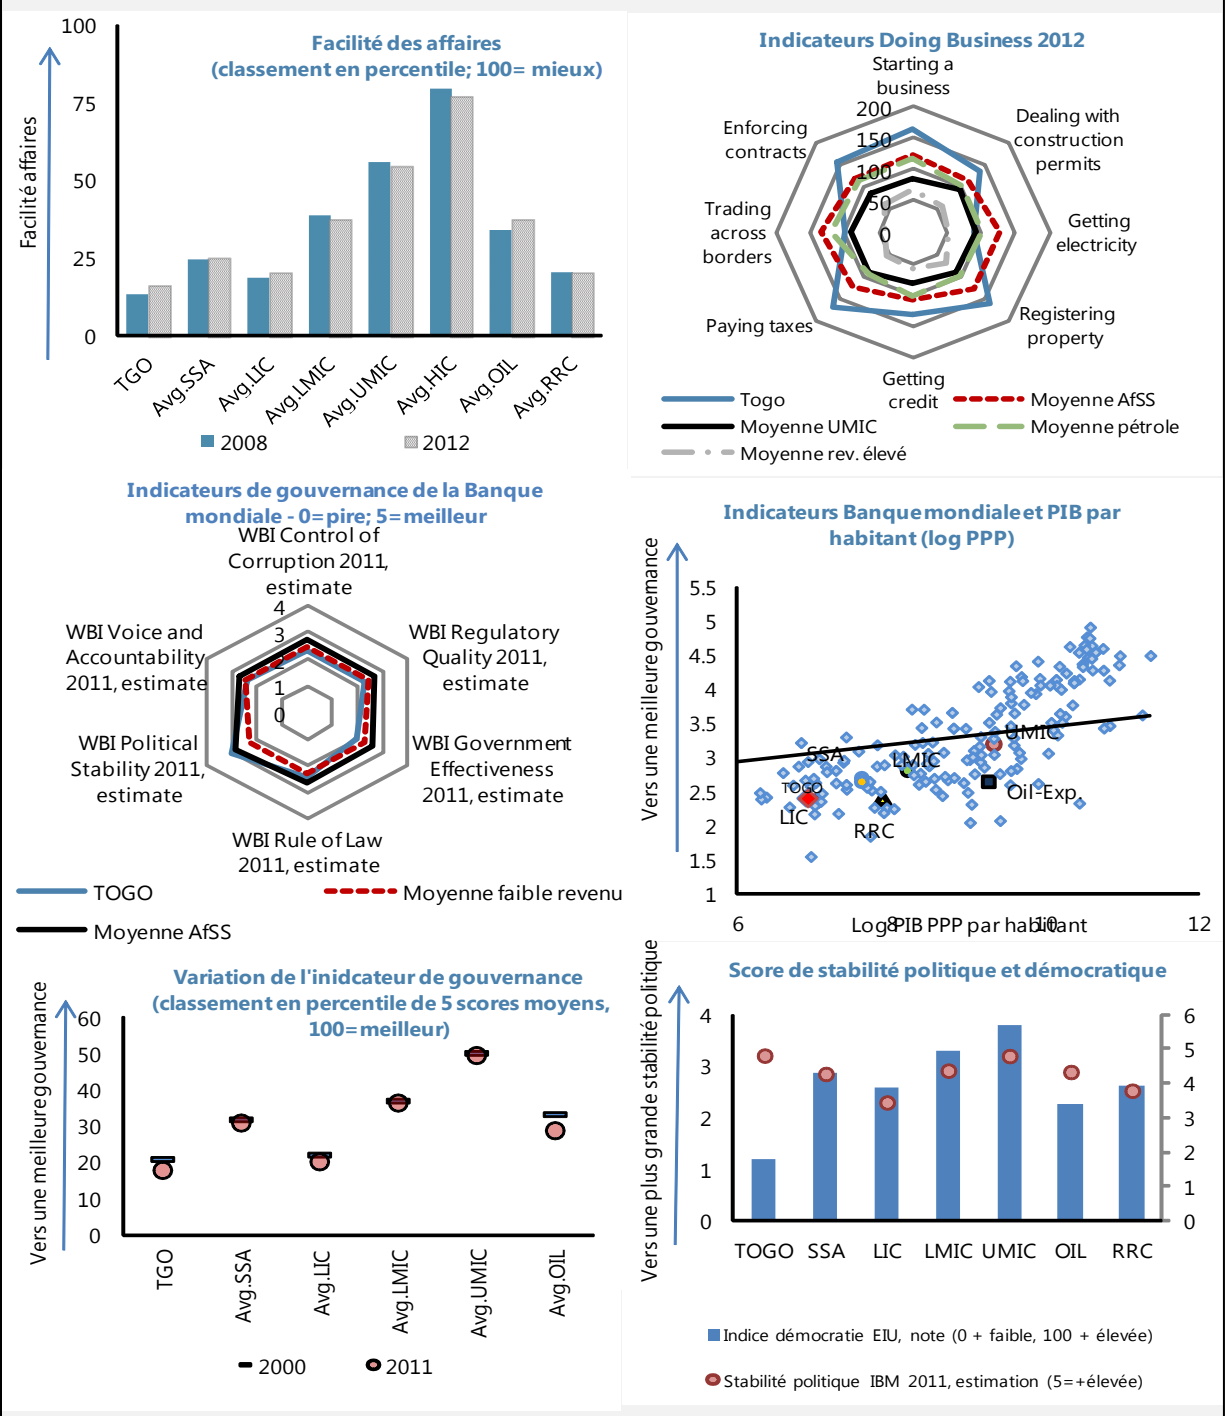 Facilité des affaires
(classement en percentile; 100= mieux)
Facilité affaires
100
75
50
25
0
TGO
Avg.SSA
Avg.LIC
Avg.LMIC
Avg.UMIC
Avg.HIC
Avg.OIL
Avg.RRC
2008
2012
Indicateurs Doing Business 2012
Starting a
business
Dealing with
construction
permits
Getting
electricity
Registering
property
Getting
credit
Paying taxes
Trading
across
borders
Enforcing
contracts
200
150
100
50
0
Togo
Moyenne AfSS
Moyenne UMIC
Moyenne pétrole
Moyenne rev. élevé
Indicateurs de gouvernance de la Banque
mondiale - 0=pire; 5=meilleur
WBI Control of
Corruption 2011,
estimate
WBI Regulatory
Quality 2011,
estimate
WBI Government
Effectiveness
2011, estimate
WBI Rule of Law
2011, estimate
WBI Political
Stability 2011,
estimate
WBI Voice and
Accountability
2011, estimate
4
3
2
1
0
TOGO
Moyenne faible revenu
Moyenne AfSS
Indicateurs Banque mondiale et PIB par
habitant (log PPP)
Vers une meilleure gouvernance
5.5
5
4.5
4
3.5
3
2.5
2
1.5
1
SSA
UMIC
LMIC
TOGO
LIC
RRC
Oil-Exp.
6
8
10
12
Log PIB PPP par habitant
Variation de l'inidcateur de gouvernance
(classement en percentile de 5 scores moyens,
100=meilleur)
Vers une meilleure gouvernance
60
50
40
30
20
10
0
TGO
Avg.SSA
Avg.LIC
Avg.LMIC
Avg.UMIC
Avg.OIL
2000
2011
Score de stabilité politique et démocratique
Vers une plus grande stabilité politique
4
3
2
1
0
6
5
4
3
2
1
0
TOGO
SSA
LIC
LMIC
UMIC
OIL
RRC
Indice démocratie EIU, note (0 + faible, 100 + élevée)
Stabilité politique IBM 2011, estimation (5=+élevée)